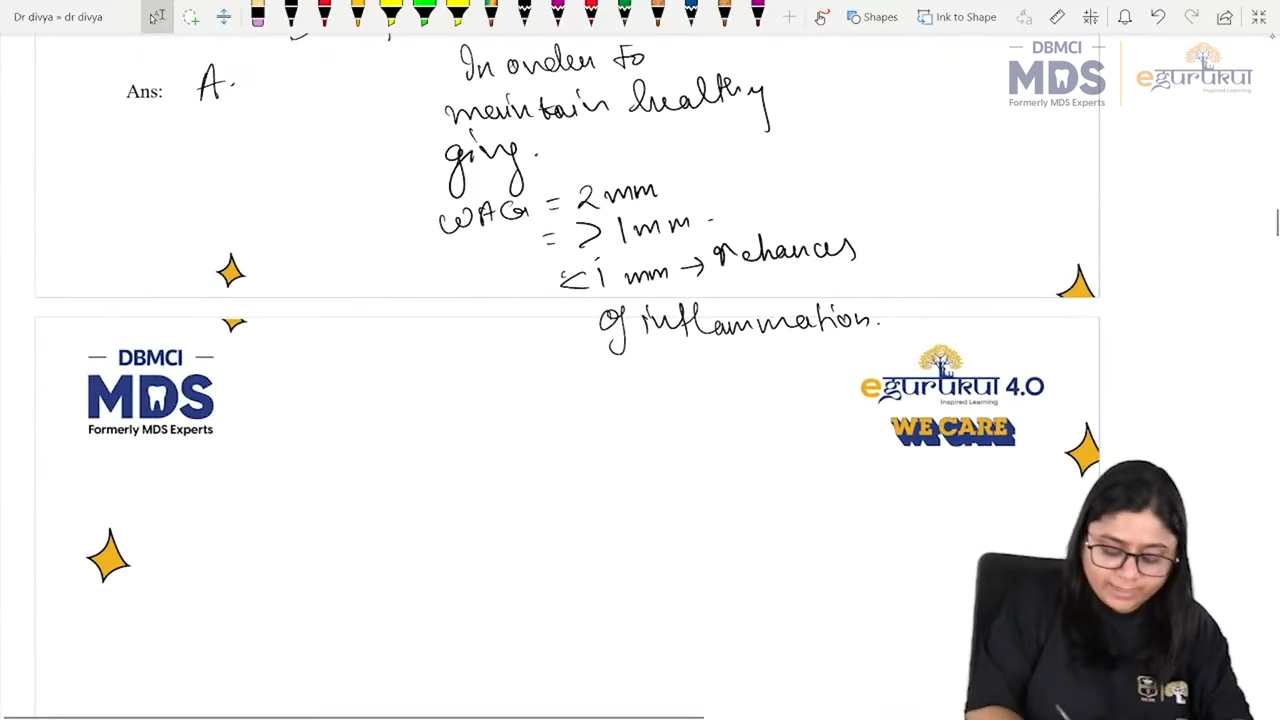 Dr divya » dr divya
Shapes
Ink to Shape
DBMCI
MDS
Formerly MDS Experts
egurukul
Inspired Learning
In order to
maintain healthy
Ans: A.
ging.
WAG = 2 mm
= > 1 mm.
< 1 mm → ↑ chances
of inflammation.
DBMCI
MDS
Formerly MDS Experts
egurukul 4.0
Inspired Learning
WE CARE